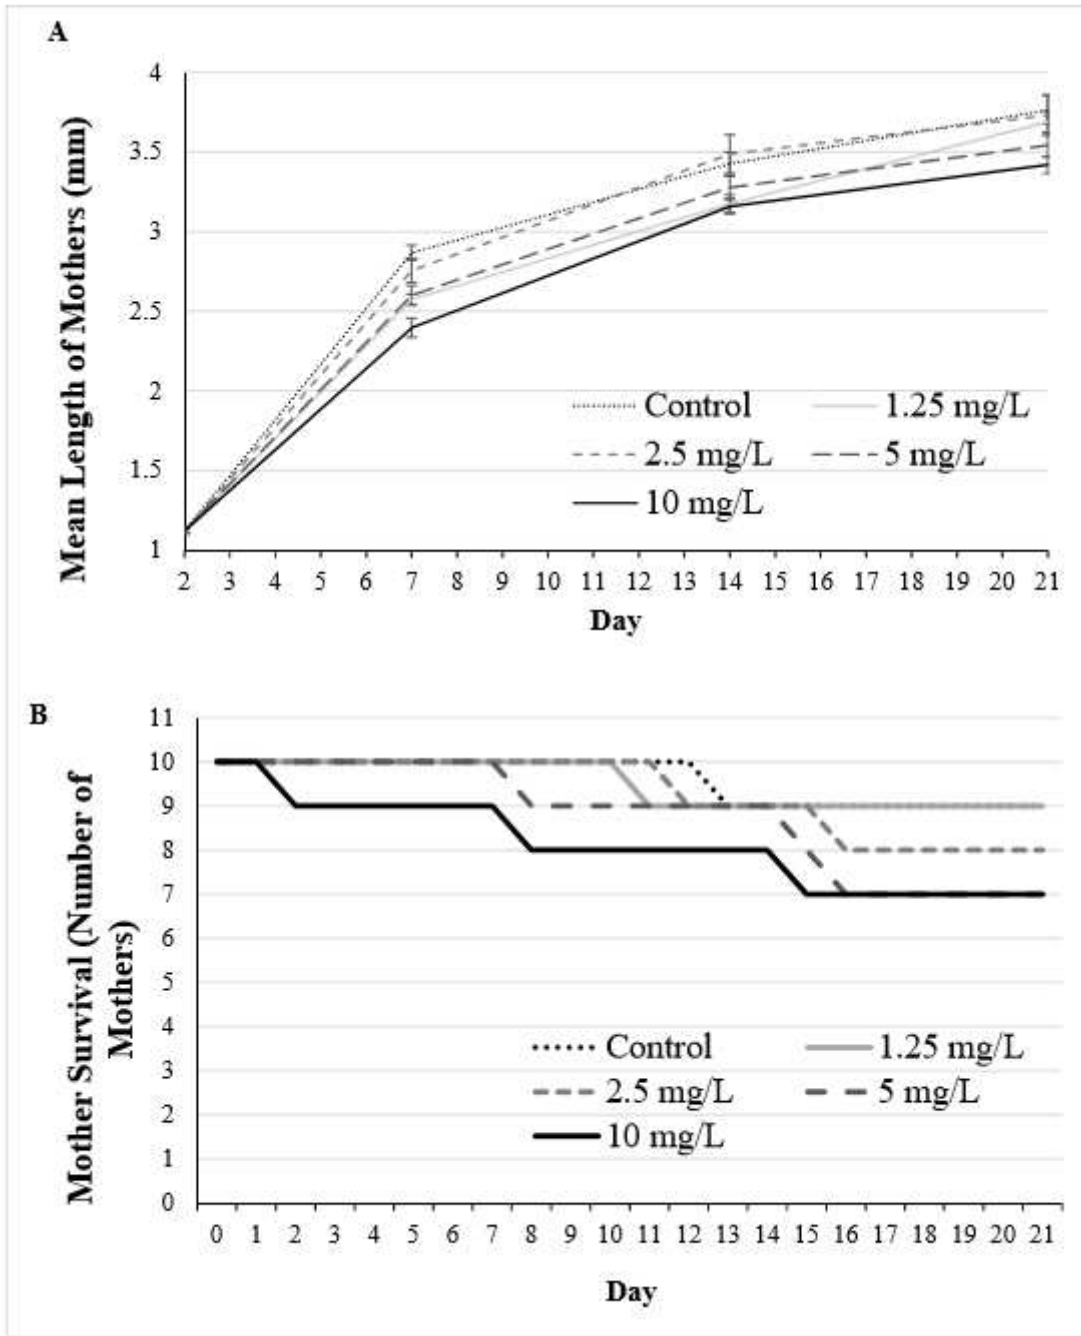 A
Mean Length of Mothers (mm)
4
3.5
3
2.5
2
1.5
1
Control
1.25 mg/L
2.5 mg/L
5 mg/L
10 mg/L
2 3 4 5 6 7 8 9 10 11 12 13 14 15 16 17 18 19 20 21
Day
B
Mother Survival (Number of
Mothers)
11
10
9
8
7
6
5
4
3
2
1
0
Control
1.25 mg/L
2.5 mg/L
5 mg/L
10 mg/L
0 1 2 3 4 5 6 7 8 9 10 11 12 13 14 15 16 17 18 19 20 21
Day